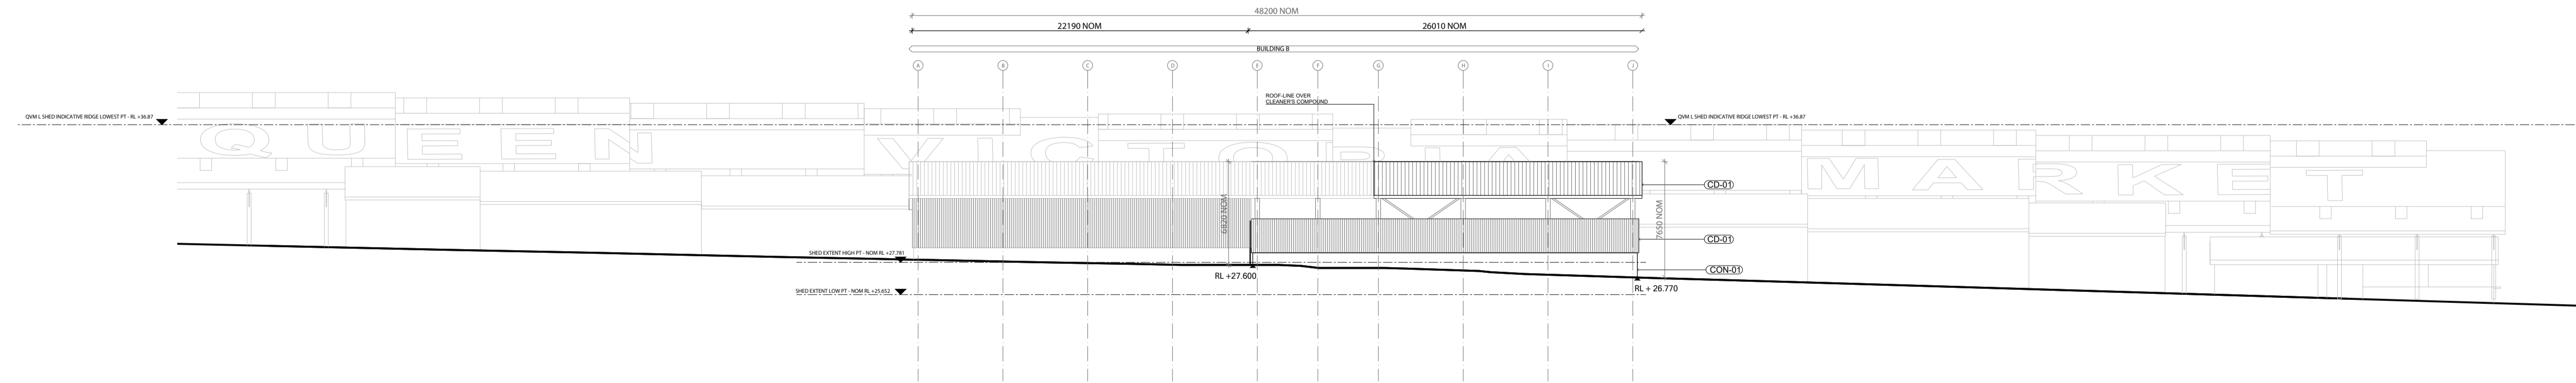 48200 NOM
22190 NOM
26010 NOM
BUILDING B
A B C D E F G H I J
ROOF-LINE OVER
CLEANER'S COMPOUND
QVM L SHED INDICATIVE RIDGE LOWEST PT - RL +36.87
QVM L SHED INDICATIVE RIDGE LOWEST PT - RL +36.87
QUEEN VICTORIA MARKET
CD-01
6820 NOM
7650 NOM
CD-01
SHED EXTENT HIGH PT - NOM RL +27.781
CON-01
RL +27.600
RL + 26.770
SHED EXTENT LOW PT - NOM RL +25.652